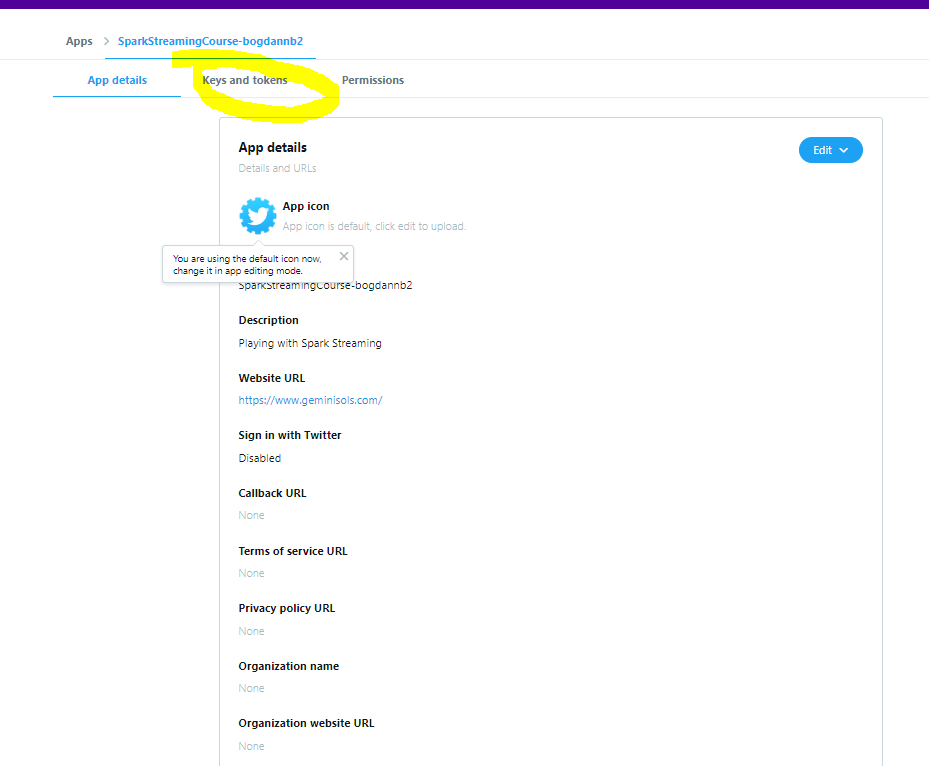 Apps > SparkStreamingCourse-bogdannb2
App details Keys and tokens Permissions
App details
Edit
Details and URLs
App icon
App icon is default, click edit to upload.
You are using the default icon now,
change it in app editing mode.
SparkStreamingCourse-bogdannb2
Description
Playing with Spark Streaming
Website URL
https://www.geminisols.com/
Sign in with Twitter
Disabled
Callback URL
None
Terms of service URL
None
Privacy policy URL
None
Organization name
None
Organization website URL
None